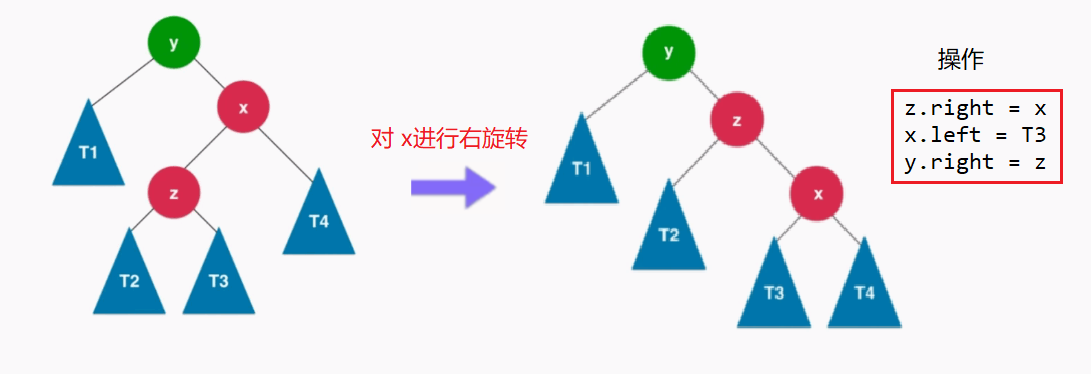 y
x
T1
z
T4
T2
T3
对 x进行右旋转
y
z
T1
x
T2
T3
T4
操作
z.right = x
x.left = T3
y.right = z